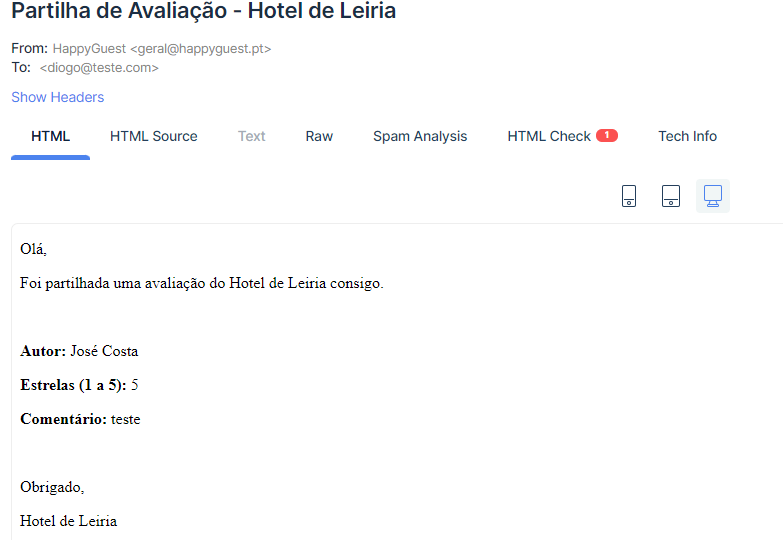 Partilha de Avaliação - Hotel de Leiria
From: HappyGuest <geral@happyguest.pt>
To: <diogo@teste.com>
Show Headers
HTML HTML Source Text Raw Spam Analysis HTML Check 1 Tech Info
Olá,
Foi partilhada uma avaliação do Hotel de Leiria consigo.
Autor: José Costa
Estrelas (1 a 5): 5
Comentário: teste
Obrigado,
Hotel de Leiria